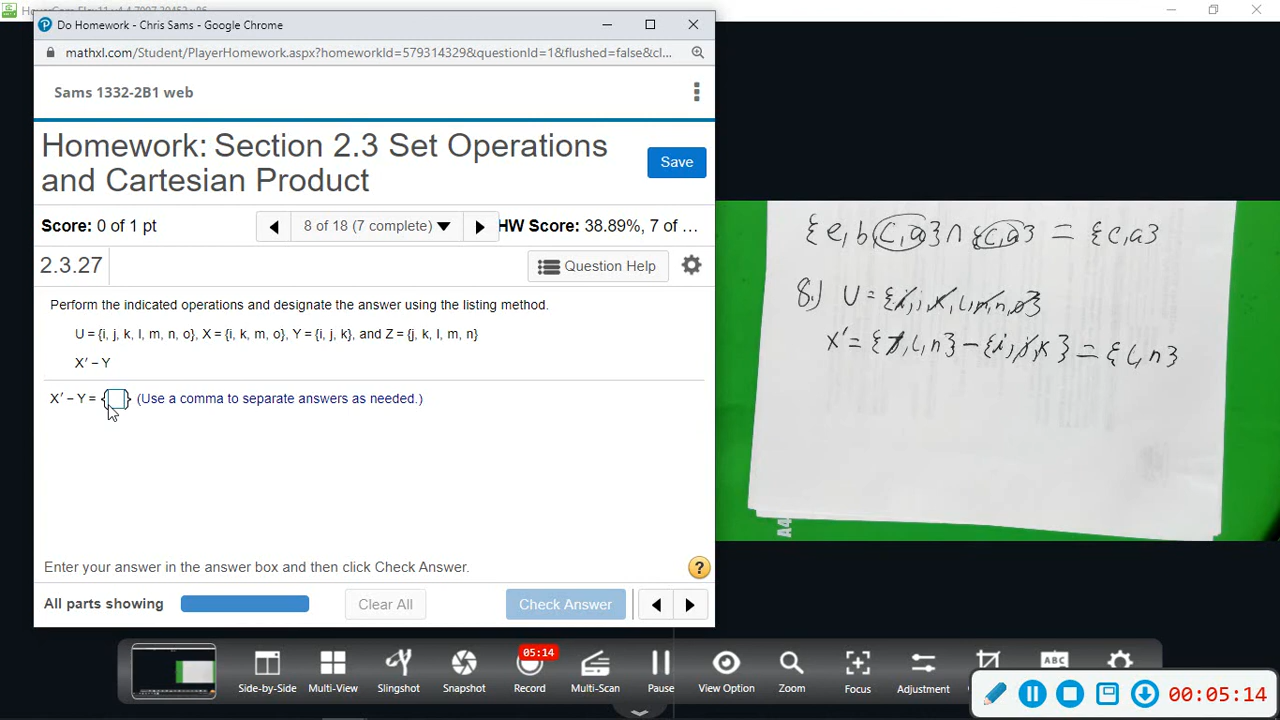 Do Homework - Chris Sams - Google Chrome
mathxl.com/Student/PlayerHomework.aspx?homeworkId=579314329&questionId=1&flushed=false&cl...
Sams 1332-2B1 web
Homework: Section 2.3 Set Operations
and Cartesian Product
Save
Score: 0 of 1 pt
8 of 18 (7 complete)
HW Score: 38.89%, 7 of ...
2.3.27
Question Help
Perform the indicated operations and designate the answer using the listing method.
U = {i, j, k, l, m, n, o}, X = {i, k, m, o}, Y = {i, j, k}, and Z = {j, k, l, m, n}
X′ – Y
X′ – Y = { } (Use a comma to separate answers as needed.)
Enter your answer in the answer box and then click Check Answer.
?
All parts showing
Clear All
Check Answer
{e, b, c, a} ∩ {c, a} = {c, a}
8.) U = {i, j, k, l, m, n, o}
X′ = {j, l, n} – {i, j, k} = {l, n}
A4
05:14
ABC
Side-by-Side
Multi-View
Slingshot
Snapshot
Record
Multi-Scan
Pause
View Option
Zoom
Focus
Adjustment
00:05:14